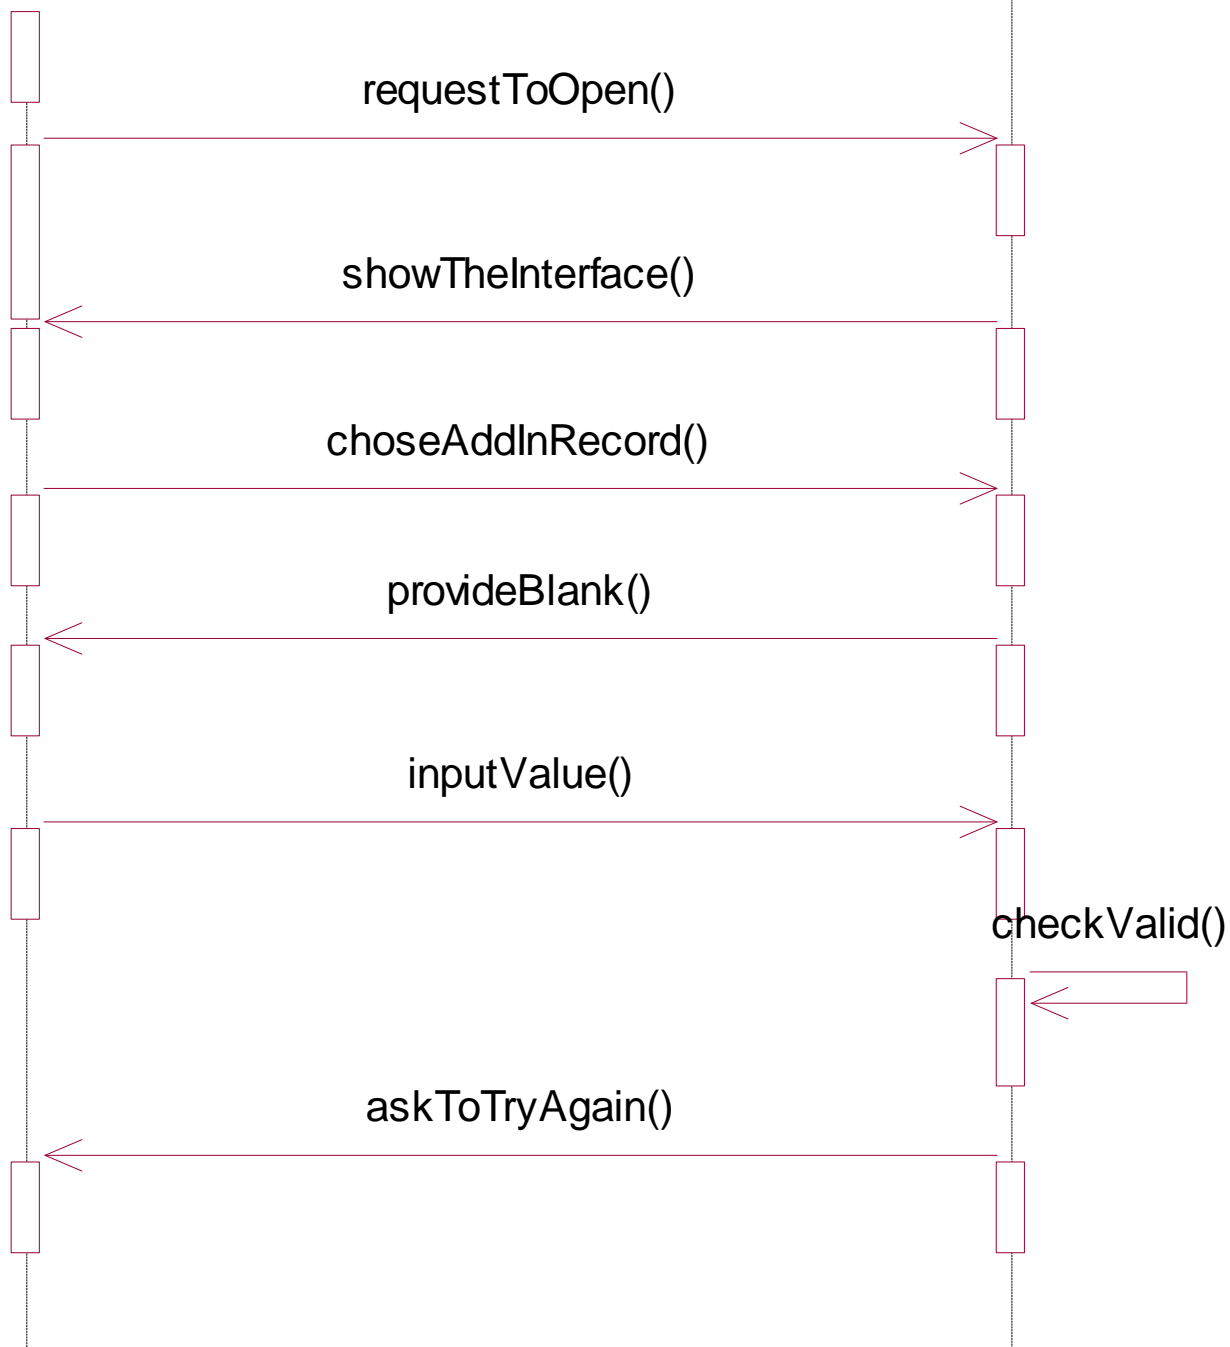 requestToOpen()
showTheInterface()
choseAddInRecord()
provideBlank()
inputValue()
checkValid()
askToTryAgain()